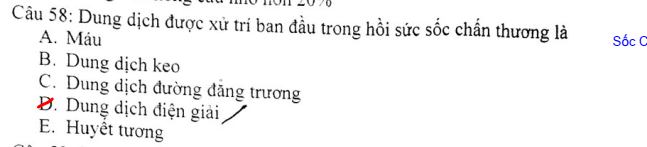 20%
Câu 58: Dung dịch được xử trí ban đầu trong hồi sức sốc chấn thương là
Sốc C
A. Máu
B. Dung dịch keo
C. Dung dịch đường đẳng trương
D. Dung dịch điện giải
E. Huyết tương